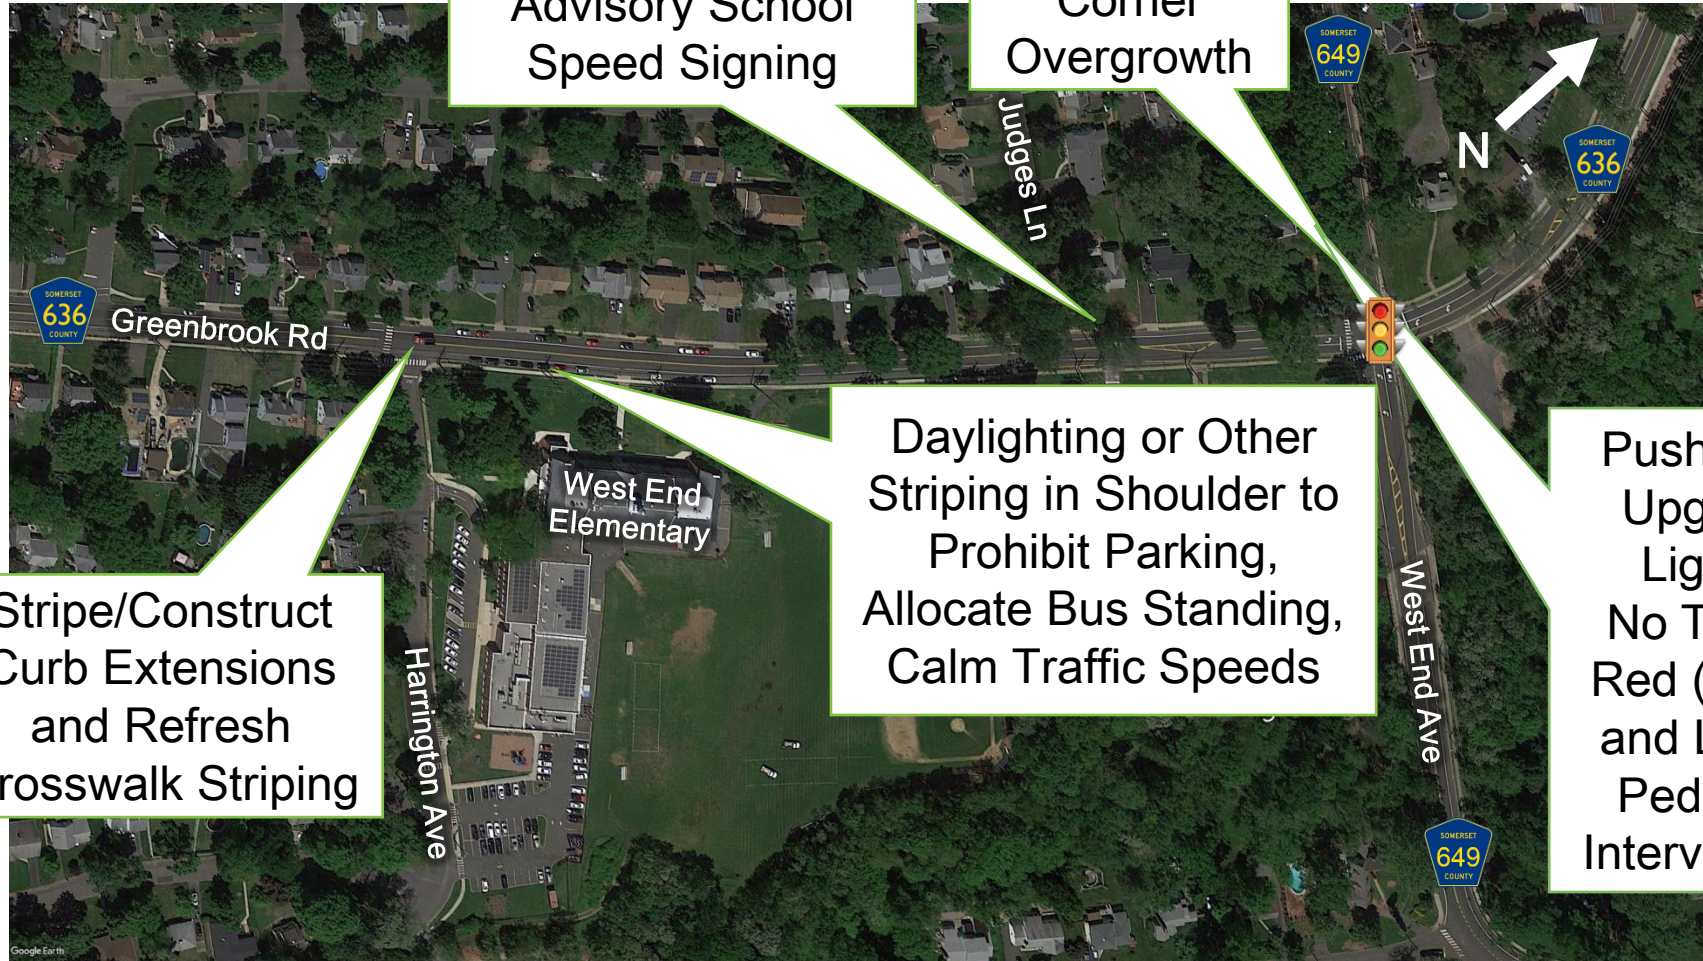 Advisory School
Speed Signing
Corner
Overgrowth
SOMERSET
649
COUNTY
N
SOMERSET
636
COUNTY
Judges Ln
SOMERSET
636
COUNTY
Greenbrook Rd
Daylighting or Other
Striping in Shoulder to
Prohibit Parking,
Allocate Bus Standing,
Calm Traffic Speeds
West End
Elementary
Push
Upg
Lig
No T
Red (
and L
Ped
Interv
Stripe/Construct
Curb Extensions
and Refresh
rosswalk Striping
Harrington Ave
West End Ave
SOMERSET
649
COUNTY
Google Earth